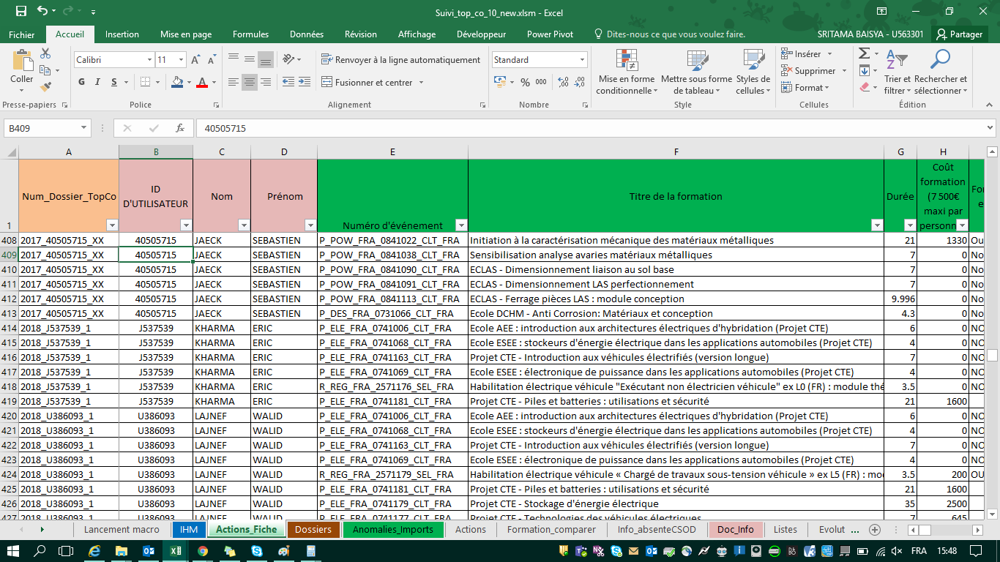 Suivi_top_co_10_new.xlsm - Excel
Fichier Accueil Insertion Mise en page Formules Données Révision Affichage Développeur Power Pivot Dites-nous ce que vous voulez faire. SRITAMA BAISYA - U563301 Partager
Coller
Calibri 11
G I S
Renvoyer à la ligne automatiquement
Fusionner et centrer
Standard
% 000
Mise en forme conditionnelle
Mettre sous forme de tableau
Styles de cellules
Insérer
Supprimer
Format
Trier et filtrer
Rechercher et sélectionner
Presse-papiers Police Alignement Nombre Style Cellules Édition
B409 fx 40505715
A B C D E F G H
1 Num_Dossier_TopCo ID D'UTILISATEUR Nom Prénom Numéro d'événement Titre de la formation Durée Coût formation (7 500€ maxi par personn
408 2017_40505715_XX 40505715 JAECK SEBASTIEN P_POW_FRA_0841022_CLT_FRA Initiation à la caractérisation mécanique des matériaux métalliques 21 1330 Ou
409 2017_40505715_XX 40505715 JAECK SEBASTIEN P_POW_FRA_0841038_CLT_FRA Sensibilisation analyse avaries matériaux métalliques 7 0 No
410 2017_40505715_XX 40505715 JAECK SEBASTIEN P_POW_FRA_0841090_CLT_FRA ECLAS - Dimensionnement liaison au sol base 7 0 No
411 2017_40505715_XX 40505715 JAECK SEBASTIEN P_POW_FRA_0841091_CLT_FRA ECLAS - Dimensionnement LAS perfectionnement 7 0 No
412 2017_40505715_XX 40505715 JAECK SEBASTIEN P_POW_FRA_0841113_CLT_FRA ECLAS - Ferrage pièces LAS : module conception 9.996 0 No
413 2017_40505715_XX 40505715 JAECK SEBASTIEN P_DES_FRA_0731066_CLT_FRA Ecole DCHM - Anti Corrosion: Matériaux et conception 4.3 0 No
414 2018_J537539_1 J537539 KHARMA ERIC P_ELE_FRA_0741006_CLT_FRA Ecole AEE : introduction aux architectures électriques d'hybridation (Projet CTE) 6 0 NO
415 2018_J537539_1 J537539 KHARMA ERIC P_ELE_FRA_0741068_CLT_FRA Ecole ESEE : stockeurs d'énergie électrique dans les applications automobiles (Projet CTE) 4 0 NO
416 2018_J537539_1 J537539 KHARMA ERIC P_ELE_FRA_0741163_CLT_FRA Projet CTE - Introduction aux véhicules électrifiés (version longue) 7 0 NO
417 2018_J537539_1 J537539 KHARMA ERIC P_ELE_FRA_0741069_CLT_FRA Ecole ESEE : électronique de puissance dans les applications automobiles (Projet CTE) 4 0 NO
418 2018_J537539_1 J537539 KHARMA ERIC R_REG_FRA_2571176_SEL_FRA Habilitation électrique véhicule "Exécutant non électricien véhicule" ex L0 (FR) : module thé 3.5 0 NO
419 2018_J537539_1 J537539 KHARMA ERIC P_ELE_FRA_0741181_CLT_FRA Projet CTE - Piles et batteries : utilisations et sécurité 21 1600
420 2018_U386093_1 U386093 LAJNEF WALID P_ELE_FRA_0741006_CLT_FRA Ecole AEE : introduction aux architectures électriques d'hybridation (Projet CTE) 6 0 NO
421 2018_U386093_1 U386093 LAJNEF WALID P_ELE_FRA_0741068_CLT_FRA Ecole ESEE : stockeurs d'énergie électrique dans les applications automobiles (Projet CTE) 4 0 NO
422 2018_U386093_1 U386093 LAJNEF WALID P_ELE_FRA_0741163_CLT_FRA Projet CTE - Introduction aux véhicules électrifiés (version longue) 7 0 NO
423 2018_U386093_1 U386093 LAJNEF WALID P_ELE_FRA_0741069_CLT_FRA Ecole ESEE : électronique de puissance dans les applications automobiles (Projet CTE) 4 0 NO
424 2018_U386093_1 U386093 LAJNEF WALID R_REG_FRA_2571179_SEL_FRA Habilitation électrique véhicule « Chargé de travaux sous-tension véhicule » ex L5 (FR) : mo 3.5 200 OU
425 2018_U386093_1 U386093 LAJNEF WALID P_ELE_FRA_0741181_CLT_FRA Projet CTE - Piles et batteries : utilisations et sécurité 21 1600
426 2018_U386093_1 U386093 LAJNEF WALID P_ELE_FRA_0741179_CLT_FRA Projet CTE - Stockage d'énergie électrique 35 2500
427 2018_U386093_1 U386093 LAJNEF WALID P_ELE_FRA_0741177_CLT_FRA Projet CTE - Technologies des véhicules électriques 7 645
Lancement macro IHM Actions_Fiche Dossiers Anomalies_Imports Actions Formation_comparer Info_absenteCSOD Doc_Info Listes Evolut ...
FRA 15:48